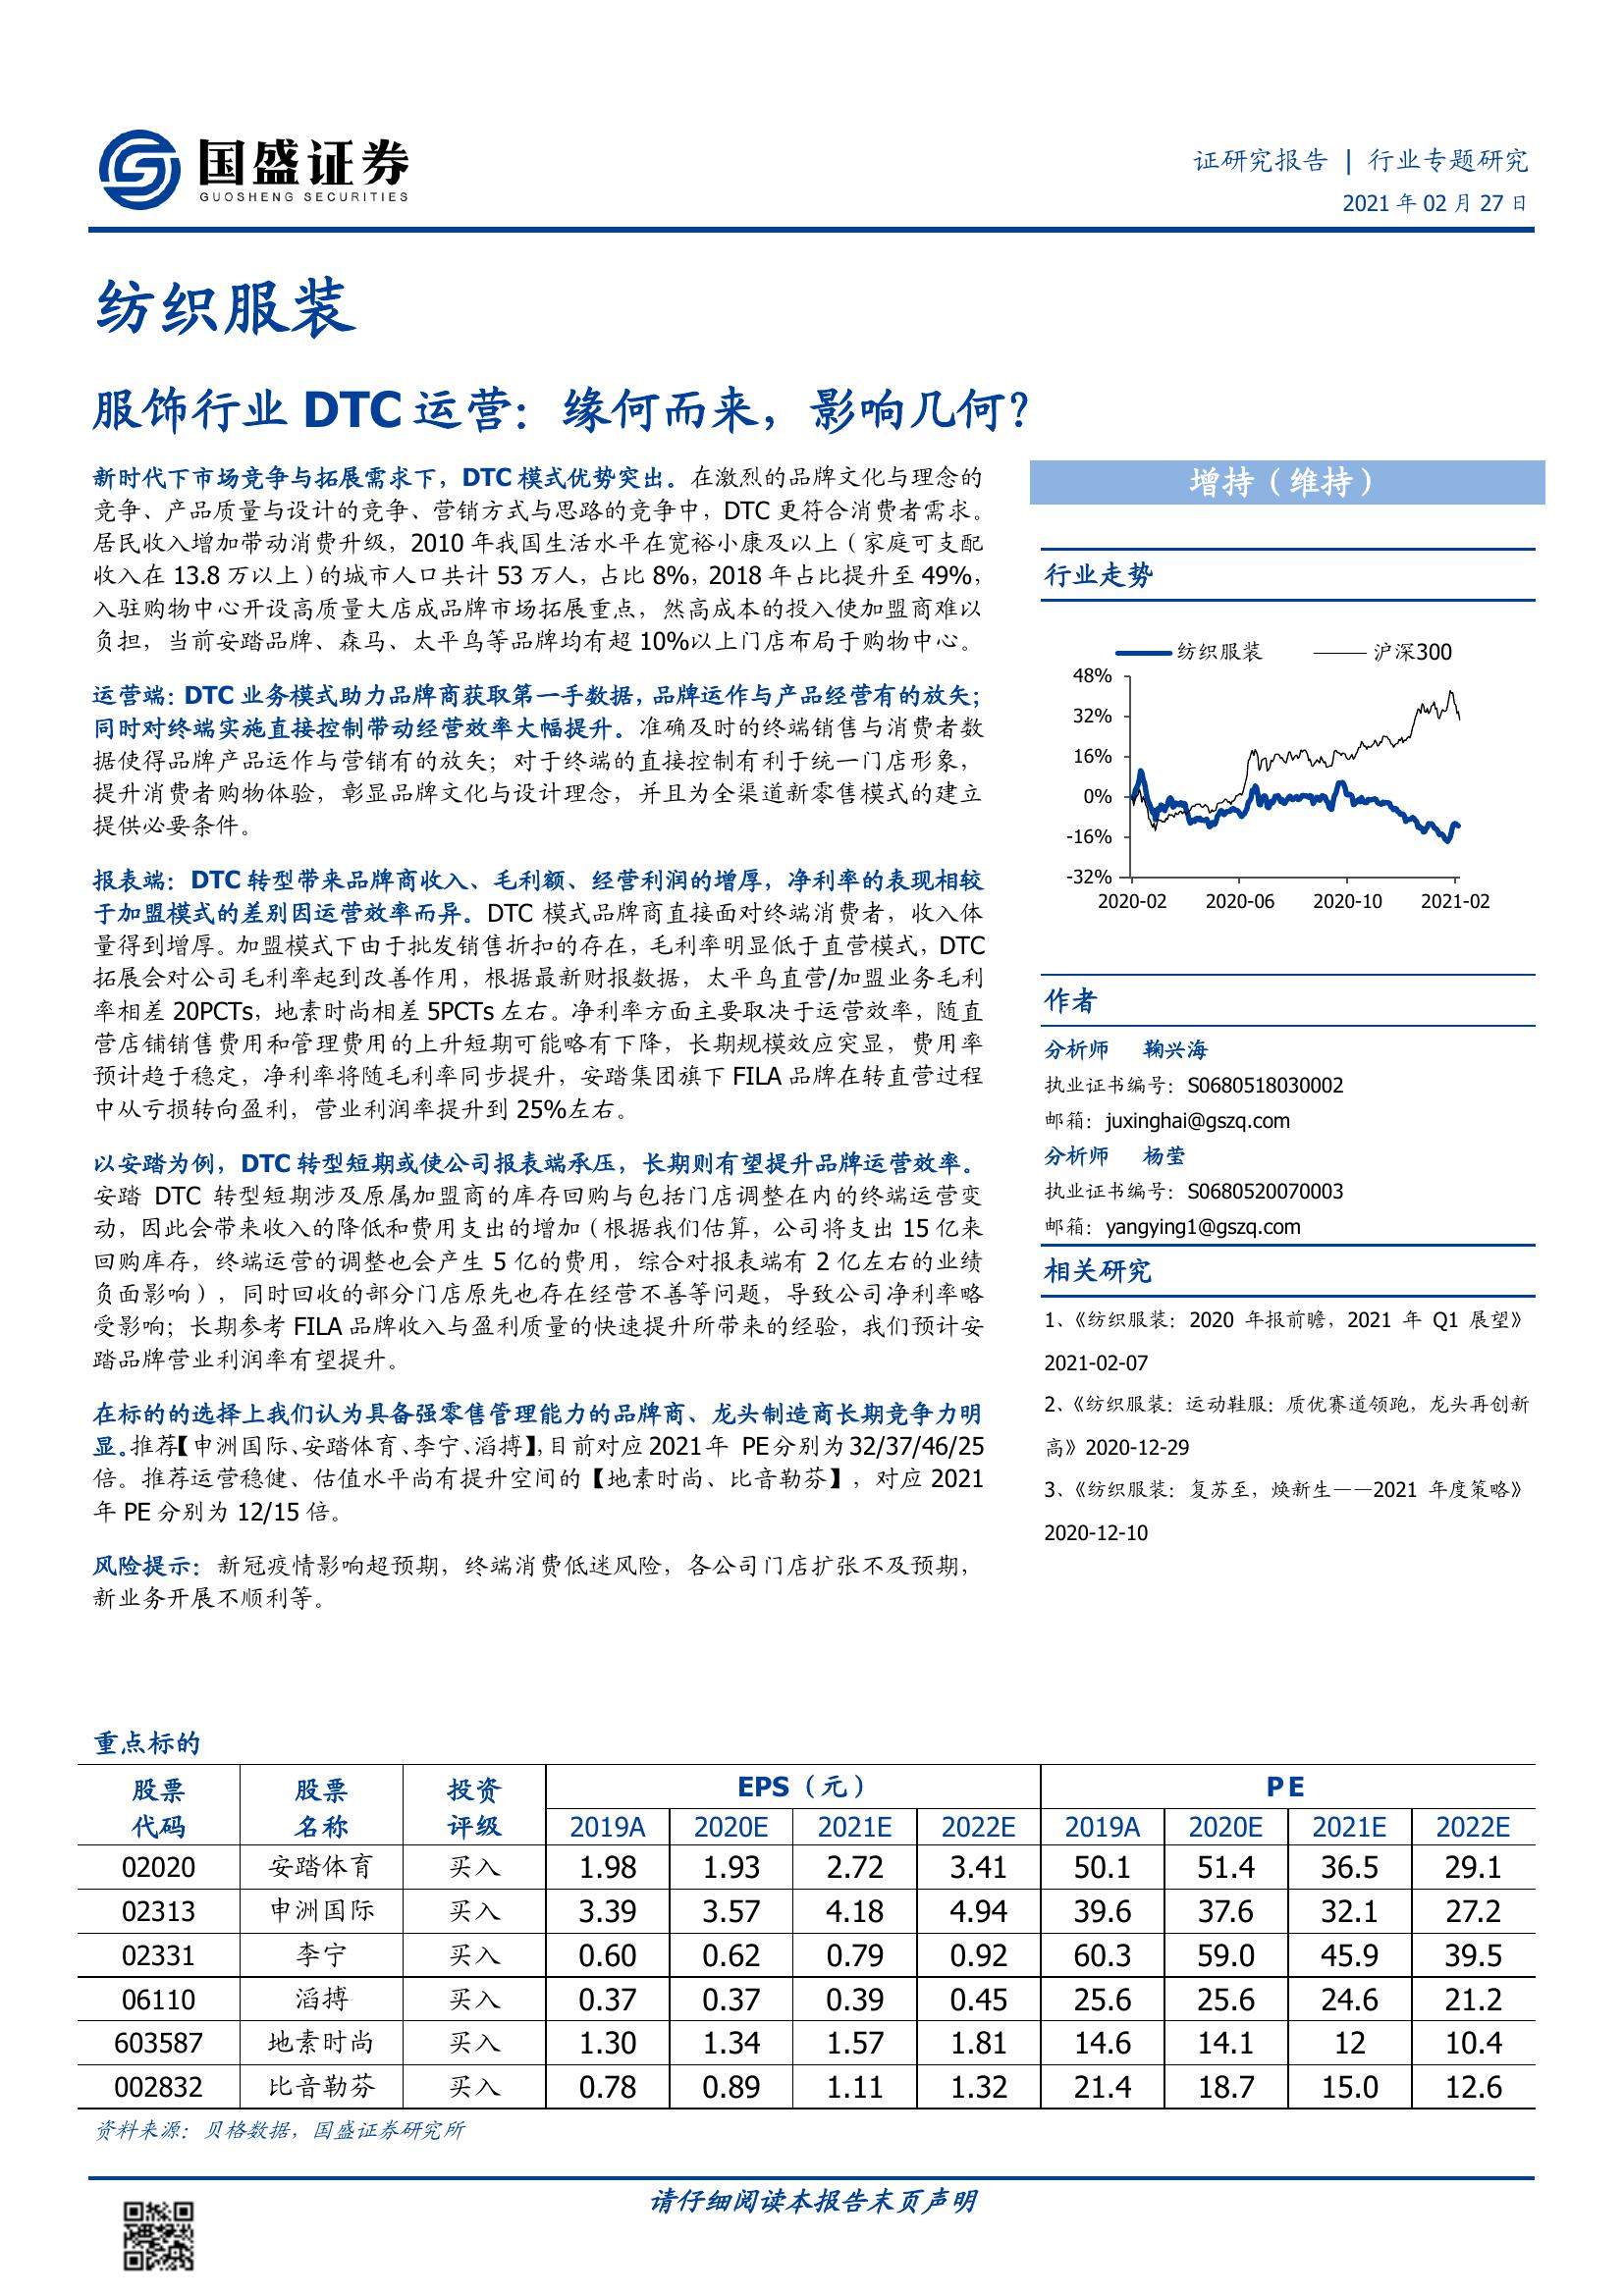 国盛证券
GUOSHENG SECURITIES
证研究报告 | 行业专题研究
2021 年 02 月 27 日
纺织服装
服饰行业 DTC 运营：缘何而来，影响几何？
新时代下市场竞争与拓展需求下，DTC 模式优势突出。在激烈的品牌文化与理念的
竞争、产品质量与设计的竞争、营销方式与思路的竞争中，DTC 更符合消费者需求。
居民收入增加带动消费升级，2010 年我国生活水平在宽裕小康及以上（家庭可支配
收入在 13.8 万以上）的城市人口共计 53 万人，占比 8%，2018 年占比提升至 49%，
入驻购物中心开设高质量大店成品牌市场拓展重点，然高成本的投入使加盟商难以
负担，当前安踏品牌、森马、太平鸟等品牌均有超 10%以上门店布局于购物中心。
运营端：DTC 业务模式助力品牌商获取第一手数据，品牌运作与产品经营有的放矢；
同时对终端实施直接控制带动经营效率大幅提升。准确及时的终端销售与消费者数
据使得品牌产品运作与营销有的放矢；对于终端的直接控制有利于统一门店形象，
提升消费者购物体验，彰显品牌文化与设计理念，并且为全渠道新零售模式的建立
提供必要条件。
报表端：DTC 转型带来品牌商收入、毛利额、经营利润的增厚，净利率的表现相较
于加盟模式的差别因运营效率而异。DTC 模式品牌商直接面对终端消费者，收入体
量得到增厚。加盟模式下由于批发销售折扣的存在，毛利率明显低于直营模式，DTC
拓展会对公司毛利率起到改善作用，根据最新财报数据，太平鸟直营/加盟业务毛利
率相差 20PCTs，地素时尚相差 5PCTs 左右。净利率方面主要取决于运营效率，随直
营店铺销售费用和管理费用的上升短期可能略有下降，长期规模效应突显，费用率
预计趋于稳定，净利率将随毛利率同步提升，安踏集团旗下 FILA 品牌在转直营过程
中从亏损转向盈利，营业利润率提升到 25%左右。
以安踏为例，DTC 转型短期或使公司报表端承压，长期则有望提升品牌运营效率。
安踏 DTC 转型短期涉及原属加盟商的库存回购与包括门店调整在内的终端运营变
动，因此会带来收入的降低和费用支出的增加（根据我们估算，公司将支出 15 亿来
回购库存，终端运营的调整也会产生 5 亿的费用，综合对报表端有 2 亿左右的业绩
负面影响），同时回收的部分门店原先也存在经营不善等问题，导致公司净利率略
受影响；长期参考 FILA 品牌收入与盈利质量的快速提升所带来的经验，我们预计安
踏品牌营业利润率有望提升。
在标的的选择上我们认为具备强零售管理能力的品牌商、龙头制造商长期竞争力明
显。推荐【申洲国际、安踏体育、李宁、滔搏】，目前对应 2021 年 PE 分别为 32/37/46/25
倍。推荐运营稳健、估值水平尚有提升空间的【地素时尚、比音勒芬】，对应 2021
年 PE 分别为 12/15 倍。
风险提示：新冠疫情影响超预期，终端消费低迷风险，各公司门店扩张不及预期，
新业务开展不顺利等。
增持（维持）
行业走势
纺织服装 沪深300
48%
32%
16%
0%
-16%
-32%
2020-02 2020-06 2020-10 2021-02
作者
分析师 鞠兴海
执业证书编号：S0680518030002
邮箱：juxinghai@gszq.com
分析师 杨莹
执业证书编号：S0680520070003
邮箱：yangying1@gszq.com
相关研究
1、《纺织服装：2020 年报前瞻，2021 年 Q1 展望》
2021-02-07
2、《纺织服装：运动鞋服：质优赛道领跑，龙头再创新
高》2020-12-29
3、《纺织服装：复苏至，焕新生——2021 年度策略》
2020-12-10
重点标的
股票 股票 投资 EPS（元） PE
代码 名称 评级 2019A 2020E 2021E 2022E 2019A 2020E 2021E 2022E
02020 安踏体育 买入 1.98 1.93 2.72 3.41 50.1 51.4 36.5 29.1
02313 申洲国际 买入 3.39 3.57 4.18 4.94 39.6 37.6 32.1 27.2
02331 李宁 买入 0.60 0.62 0.79 0.92 60.3 59.0 45.9 39.5
06110 滔搏 买入 0.37 0.37 0.39 0.45 25.6 25.6 24.6 21.2
603587 地素时尚 买入 1.30 1.34 1.57 1.81 14.6 14.1 12 10.4
002832 比音勒芬 买入 0.78 0.89 1.11 1.32 21.4 18.7 15.0 12.6
资料来源：贝格数据，国盛证券研究所
请仔细阅读本报告末页声明